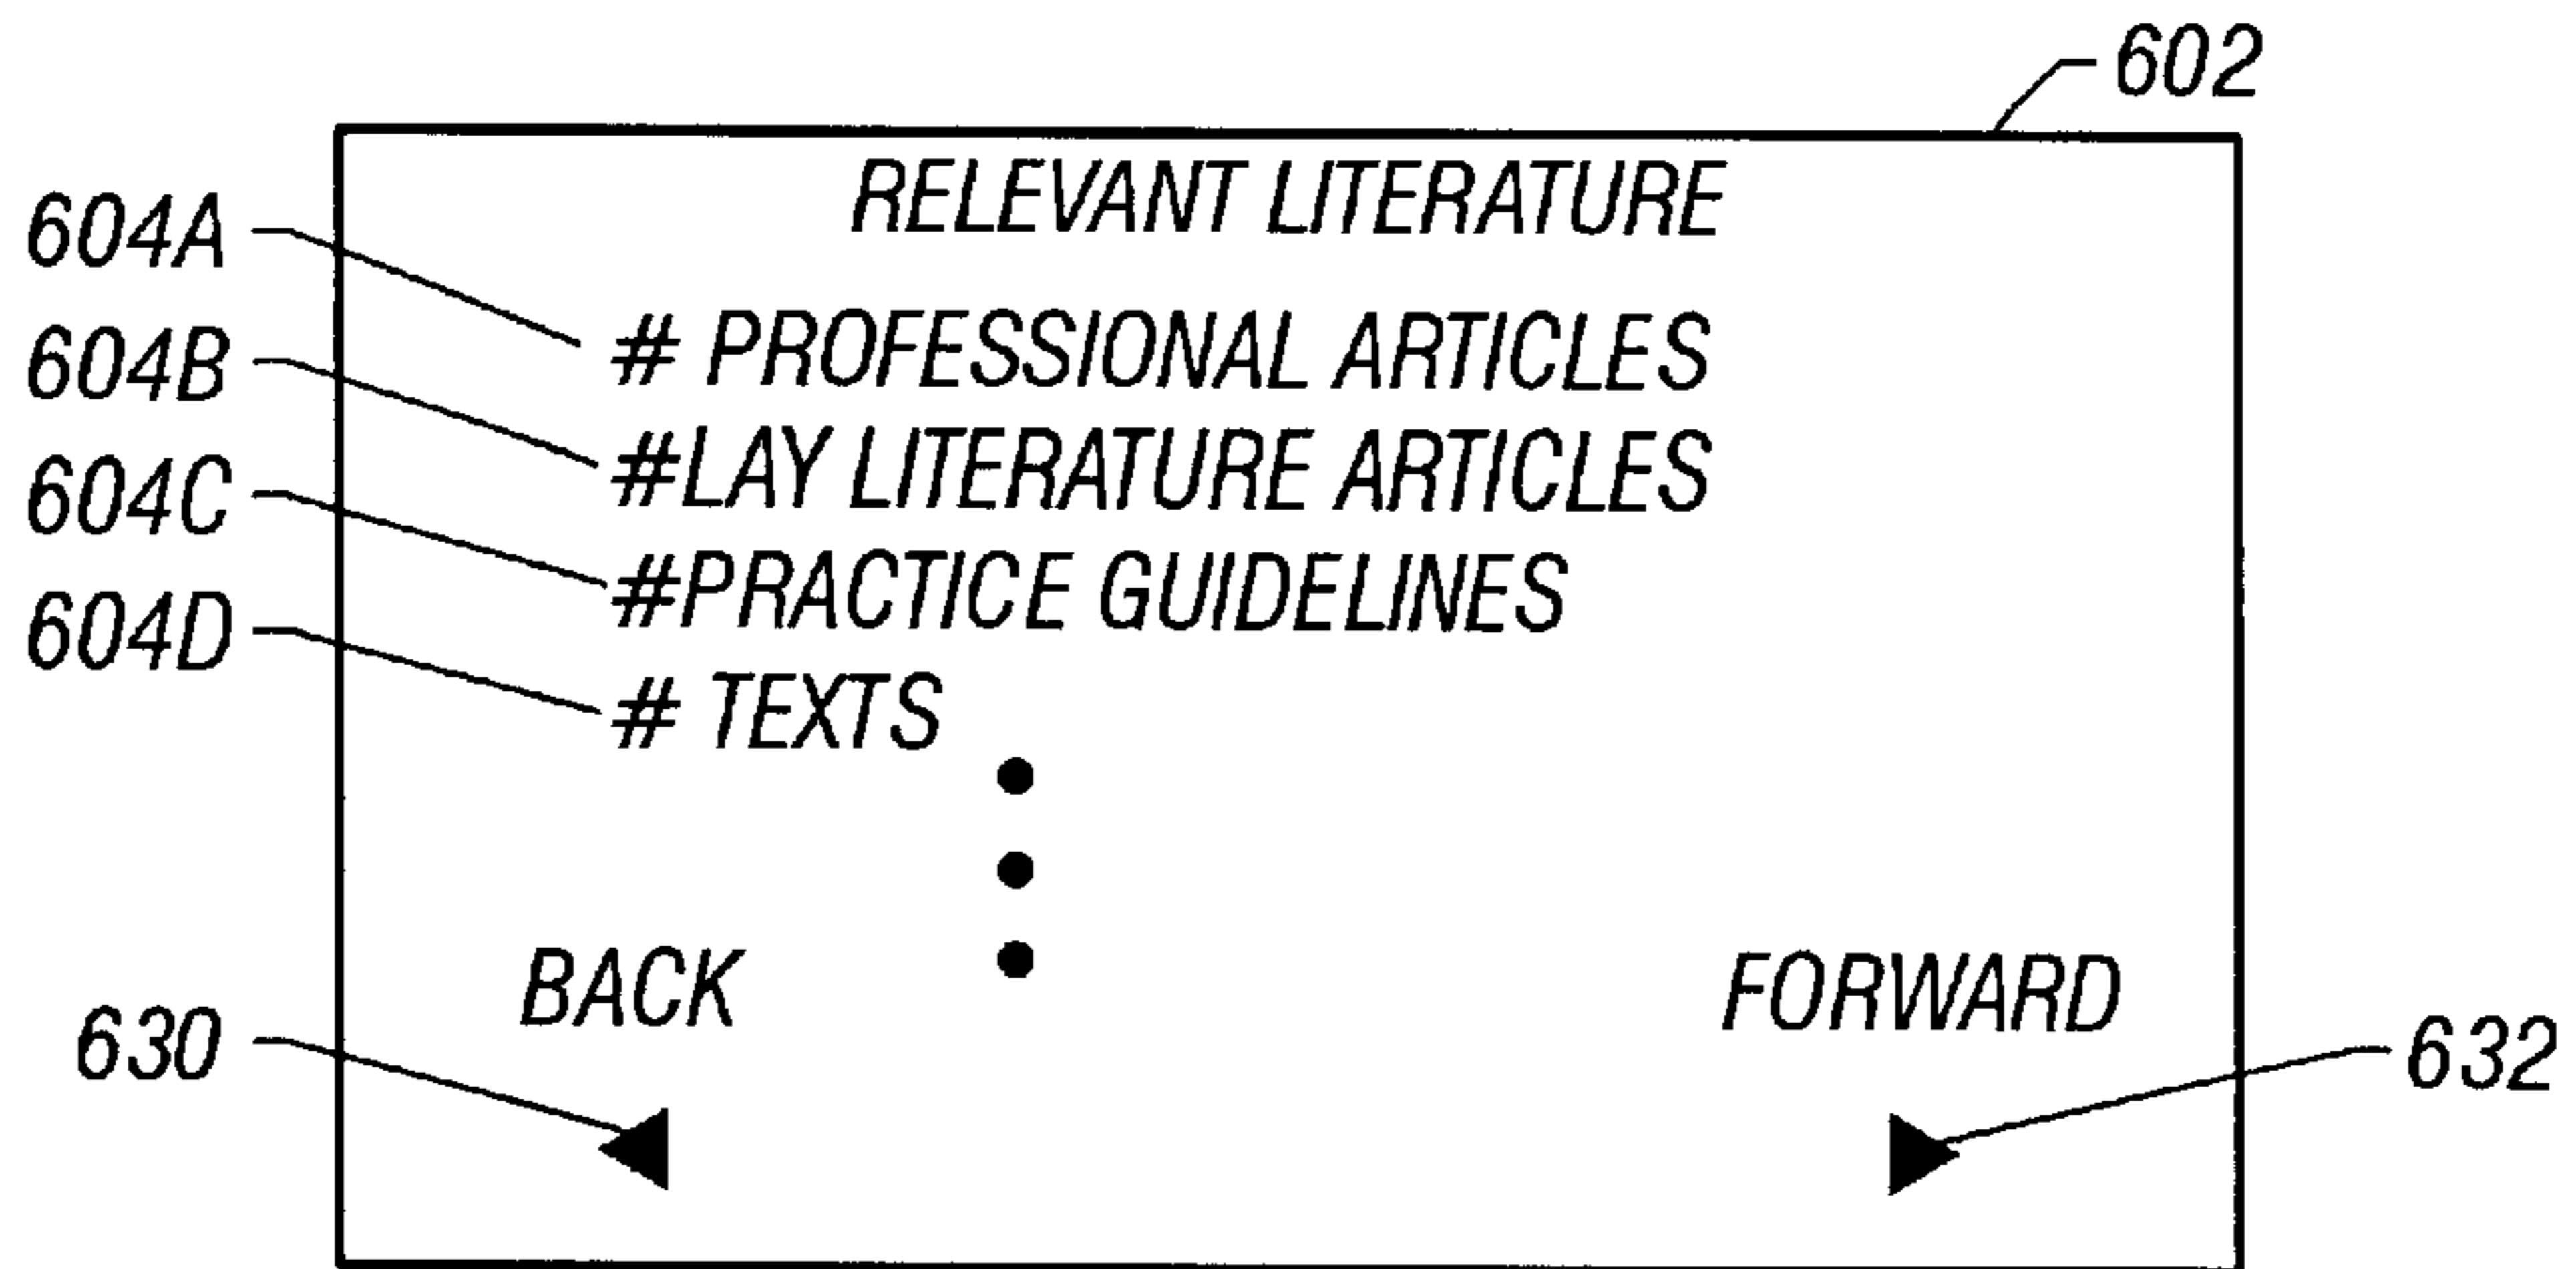 602
RELEVANT LITERATURE
604A
# PROFESSIONAL ARTICLES
604B
#LAY LITERATURE ARTICLES
604C
#PRACTICE GUIDELINES
604D
# TEXTS
BACK
FORWARD
630
632